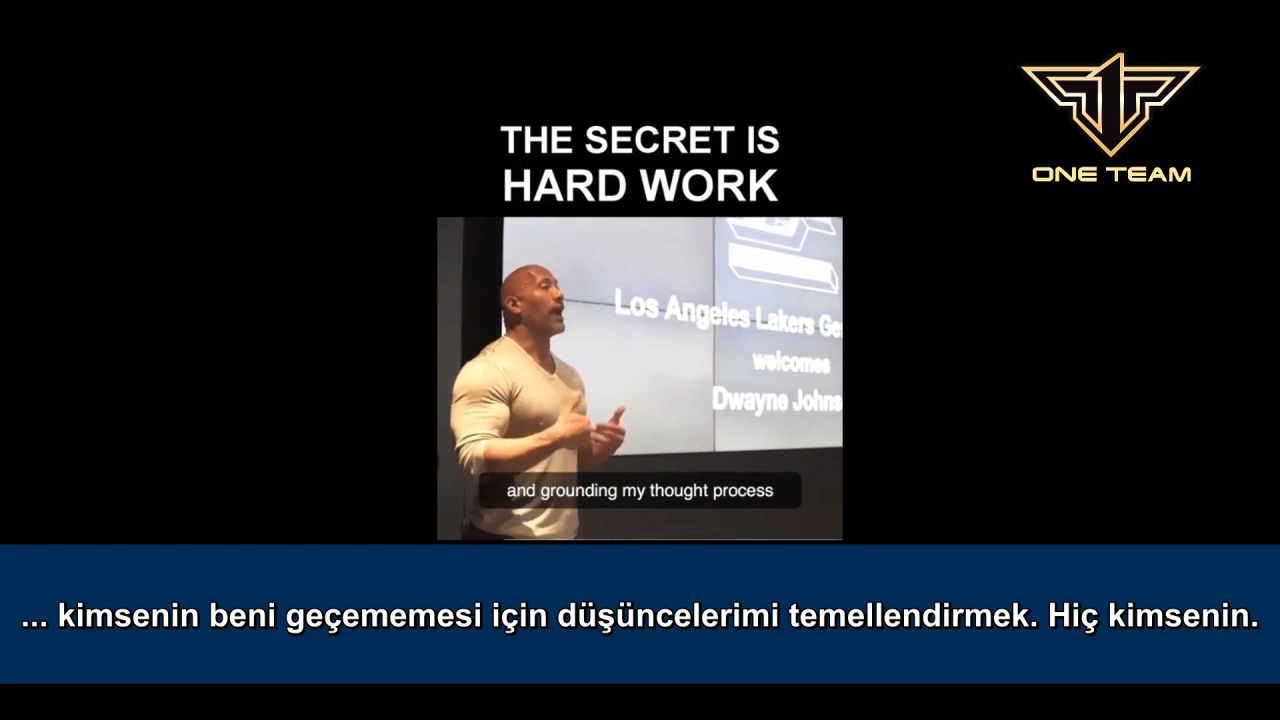 THE SECRET IS
HARD WORK
ONE TEAM
Los Angeles Lakers
welcomes
Dwayne
and grounding my thought process
... kimsenin beni geçememesi için düşüncelerimi temellendirmek. Hiç kimsenin.